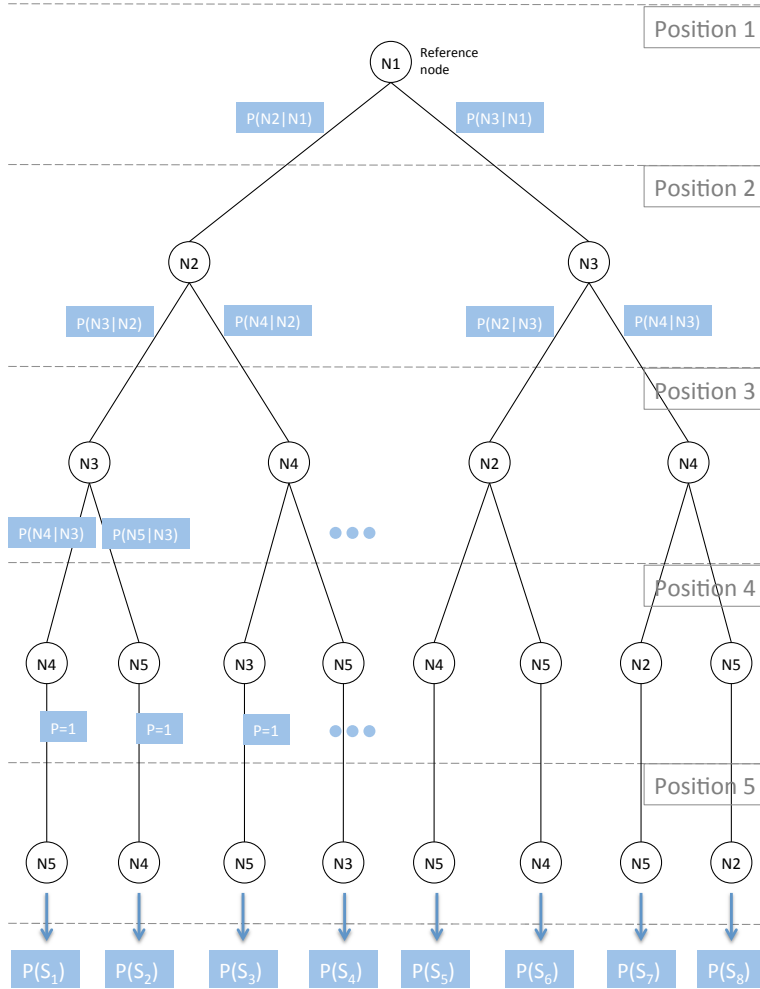 Position 1
N1
Reference
node
P(N2|N1)
P(N3|N1)
Position 2
N2
N3
P(N3|N2)
P(N4|N2)
P(N2|N3)
P(N4|N3)
Position 3
N3
N4
N2
N4
P(N4|N3)
P(N5|N3)
Position 4
N4
N5
N3
N5
N4
N5
N2
N5
P=1
P=1
P=1
Position 5
N5
N4
N5
N3
N5
N4
N5
N2
P(S₁)
P(S₂)
P(S₃)
P(S₄)
P(S₅)
P(S₆)
P(S₇)
P(S₈)